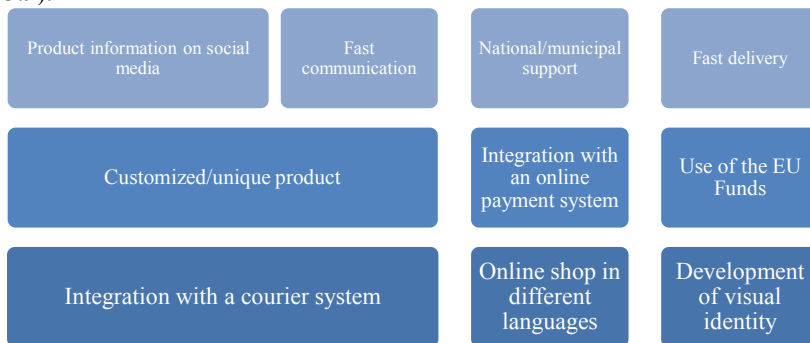 Product information on social
media
Fast
communication
National/municipal
support
Fast delivery
Customized/unique product
Integration with
an online
payment system
Use of the EU
Funds
Integration with a courier system
Online shop in
different
languages
Development
of visual
identity